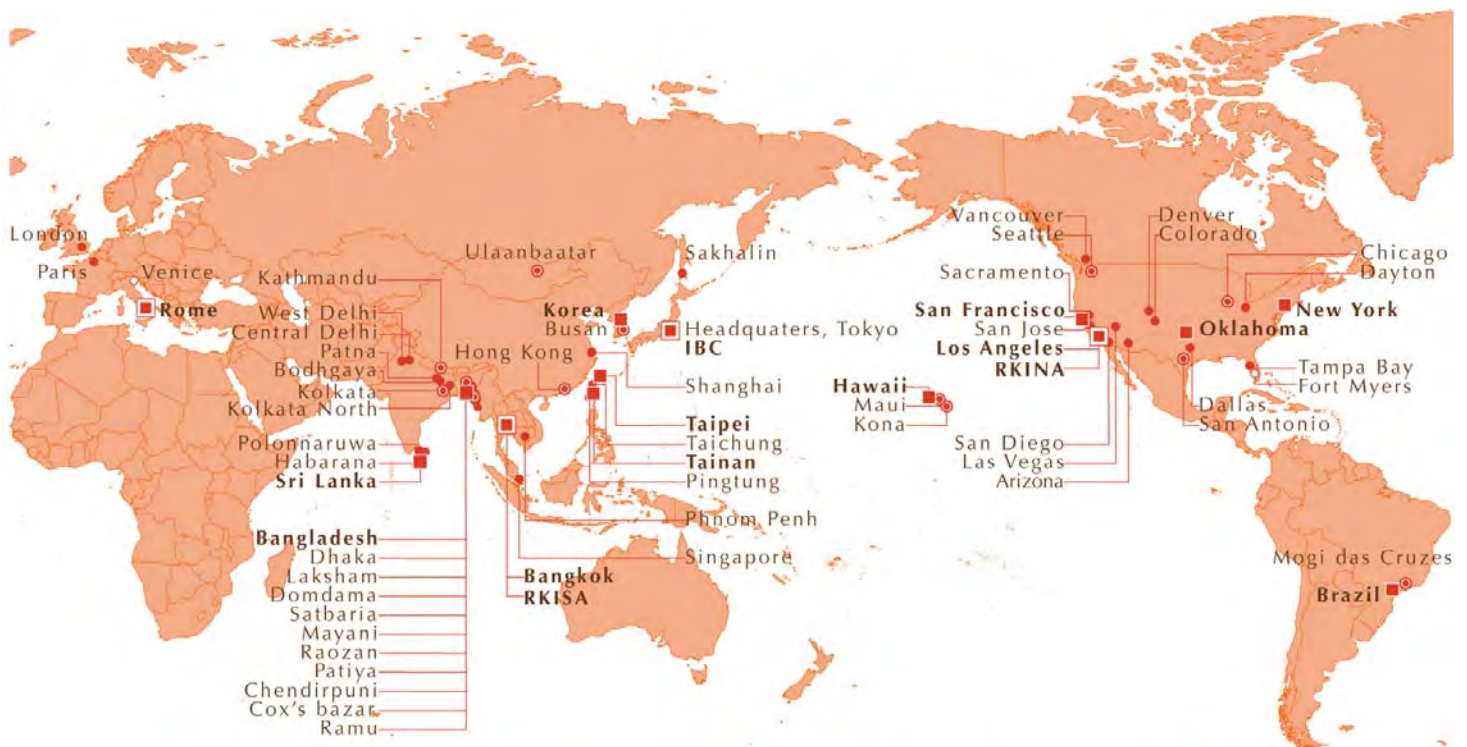 London
Paris
Venice
Rome
Kathmandu
West Delhi
Central Delhi
Patna
Bodhgaya
Kolkata
Kolkata North
Polonnaruwa
Habarana
Sri Lanka
Bangladesh
Dhaka
Laksham
Domdama
Satbaria
Mayani
Raozan
Patiya
Chendirpuni
Cox's bazar
Ramu
Ulaanbaatar
Sakhalin
Korea
Busan
Headquaters, Tokyo
IBC
Hong Kong
Shanghai
Taipei
Taichung
Tainan
Pingtung
Phnom Penh
Singapore
Bangkok
RKISA
Hawaii
Maui
Kona
Vancouver
Seattle
Sacramento
San Francisco
San Jose
Los Angeles
RKINA
San Diego
Las Vegas
Arizona
Denver
Colorado
Chicago
Dayton
New York
Oklahoma
Tampa Bay
Fort Myers
Dallas
San Antonio
Mogi das Cruzes
Brazil